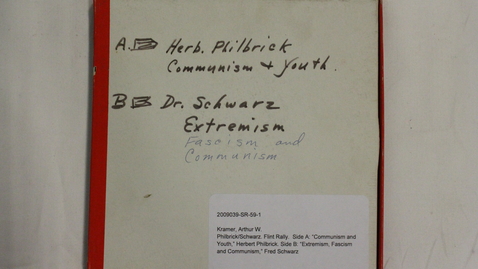 A. Herb. Philbrick
Communism + Youth.
B Dr. Schwarz
Extremism
Fascism and
Communism
2009039-SR-59-1
Kramer, Arthur W.
Philbrick/Schwarz. Flint Rally. Side A: "Communism and
Youth," Herbert Philbrick. Side B: "Extremism, Fascism
and Communism," Fred Schwarz